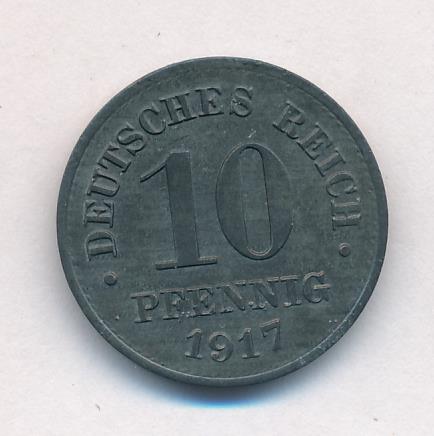 · DEUTSCHES REICH ·
10
PFENNIG
1917